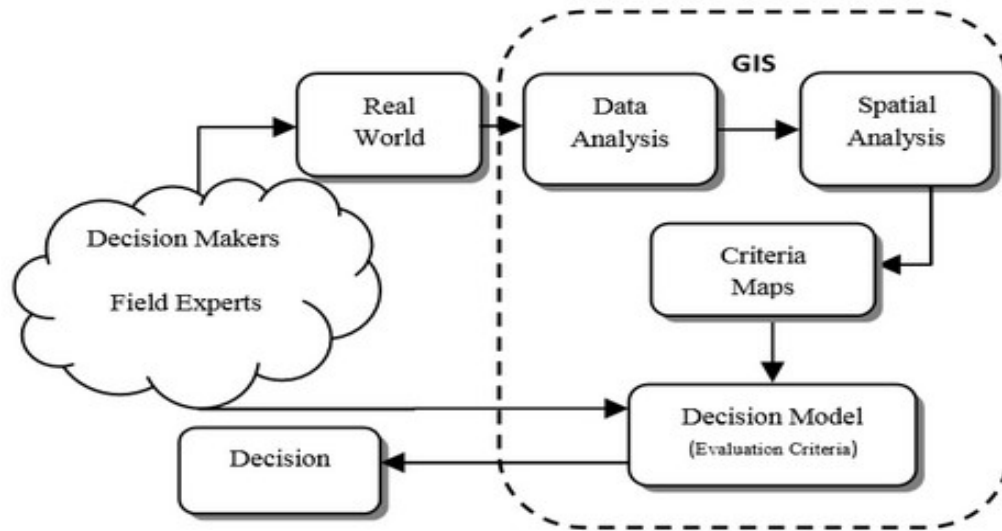 GIS
Real
World
Data
Analysis
Spatial
Analysis
Decision Makers
Field Experts
Criteria
Maps
Decision Model
(Evaluation Criteria)
Decision